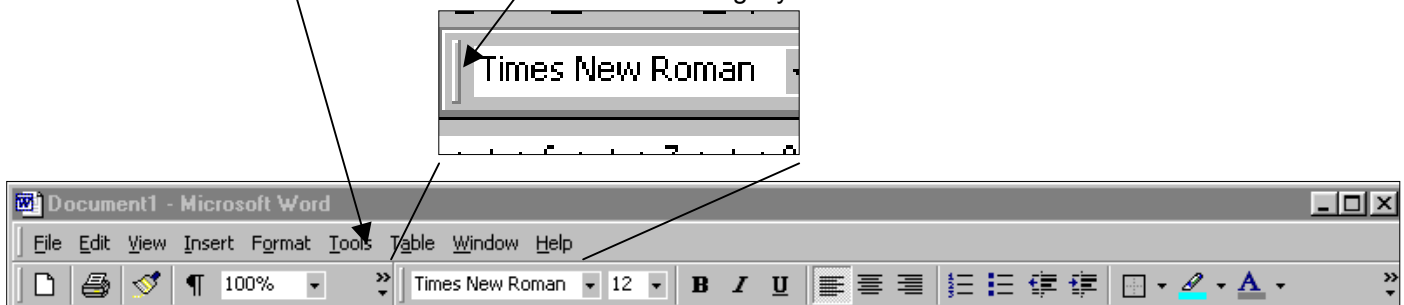 Times New Roman
Document1 - Microsoft Word
File Edit View Insert Format Tools Table Window Help
¶ 100% » Times New Roman 12 B I U A »